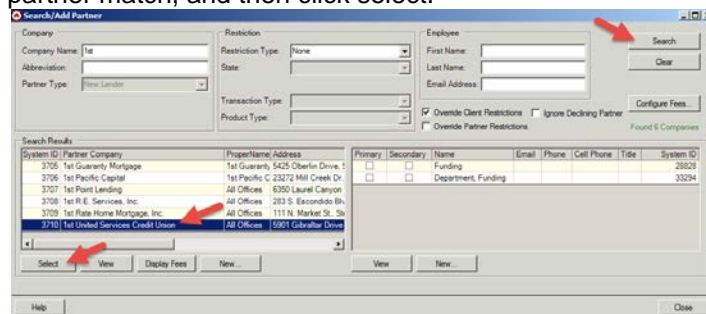 partner match, and then click select.
Search/Add Partner
Company
Company Name: 1st
Abbreviation:
Partner Type: New Lender
Restriction
Restriction Type: None
State:
Transaction Type:
Product Type:
Employee
First Name:
Last Name:
Email Address:
Override Client Restrictions Ignore Declining Partner
Override Partner Restrictions
Search
Clear
Configure Fees...
Found 6 Companies
Search Results
System ID Partner Company ProperName Address
3705 1st Guaranty Mortgage 1st Guaranty 5425 Oberlin Drive, S
3706 1st Pacific Capital 1st Pacific C 23272 Mill Creek Dr.
3707 1st Point Lending All Offices 6350 Laurel Canyon
3708 1st R.E. Services, Inc. All Offices 283 S. Escondido Blv
3709 1st Rate Home Mortgage, Inc. All Offices 111 N. Market St., Ste
3710 1st United Services Credit Union All Offices 5901 Gibraltar Drive
Primary Secondary Name Email Phone Cell Phone Title System ID
Funding 28828
Department, Funding 33294
Select View Display Fees New...
View New...
Help Close